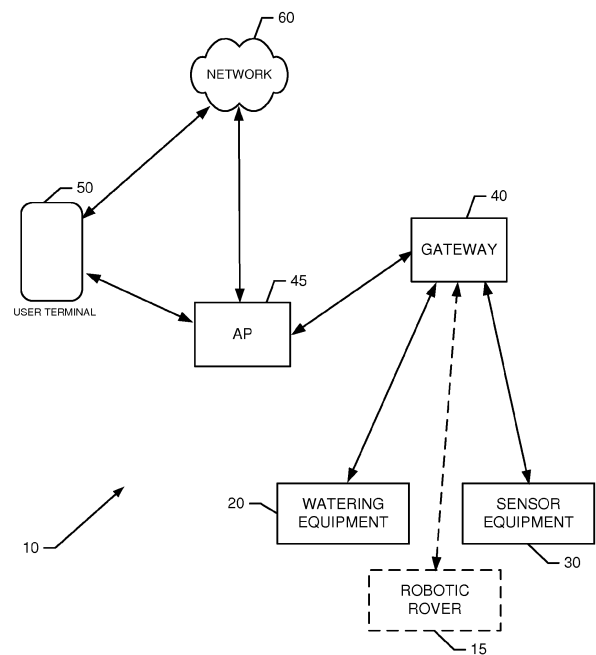 60
NETWORK
50
USER TERMINAL
40
GATEWAY
45
AP
20
WATERING
EQUIPMENT
SENSOR
EQUIPMENT
30
10
ROBOTIC
ROVER
15